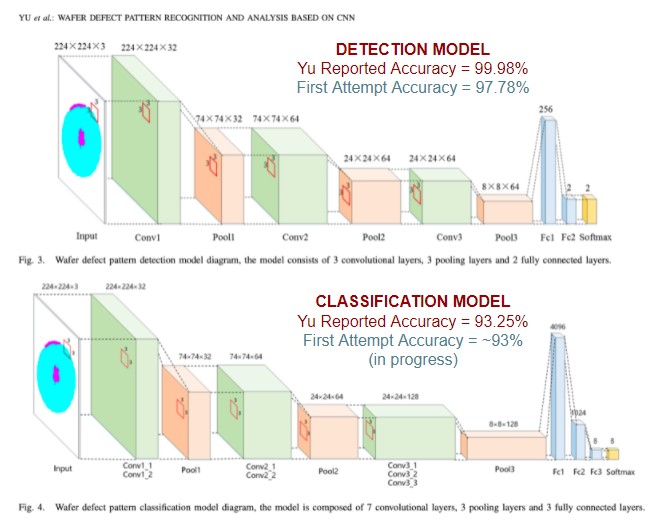 YU et al.: WAFER DEFECT PATTERN RECOGNITION AND ANALYSIS BASED ON CNN
224×224×3 224×224×32
DETECTION MODEL
Yu Reported Accuracy = 99.98%
First Attempt Accuracy = 97.78%
74×74×32 74×74×64
256
24×24×64 24×24×64
8×8×64
2 2
3
3
Input Conv1 Pool1 Conv2 Pool2 Conv3 Pool3 Fc1 Fc2 Softmax
Fig. 3. Wafer defect pattern detection model diagram, the model consists of 3 convolutional layers, 3 pooling layers and 2 fully connected layers.
224×224×3 224×224×32
CLASSIFICATION MODEL
Yu Reported Accuracy = 93.25%
First Attempt Accuracy = ~93%
(in progress)
4096
74×74×32 74×74×64
24×24×64 24×24×128
1024
8×8×128
8 8
Input Conv1_1 Pool1 Conv2_1 Pool2 Conv3_1 Pool3 Fc1 Fc2 Fc3 Softmax
Conv1_2 Conv2_2 Conv3_2
Conv3_3
Fig. 4. Wafer defect pattern classification model diagram, the model is composed of 7 convolutional layers, 3 pooling layers and 3 fully connected layers.